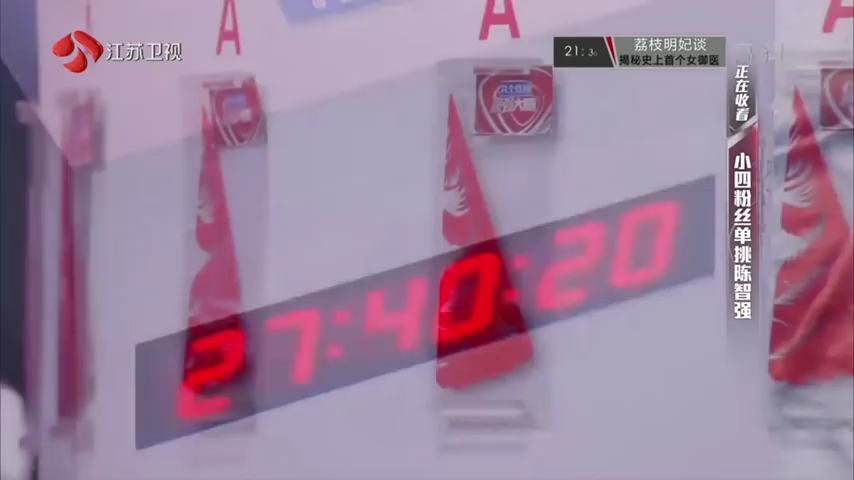 江苏卫视
A
A
A
21:3
荔枝明妃谈
揭秘史上首个女御医
正在收看
小四粉丝单挑陈智强
27:40:20